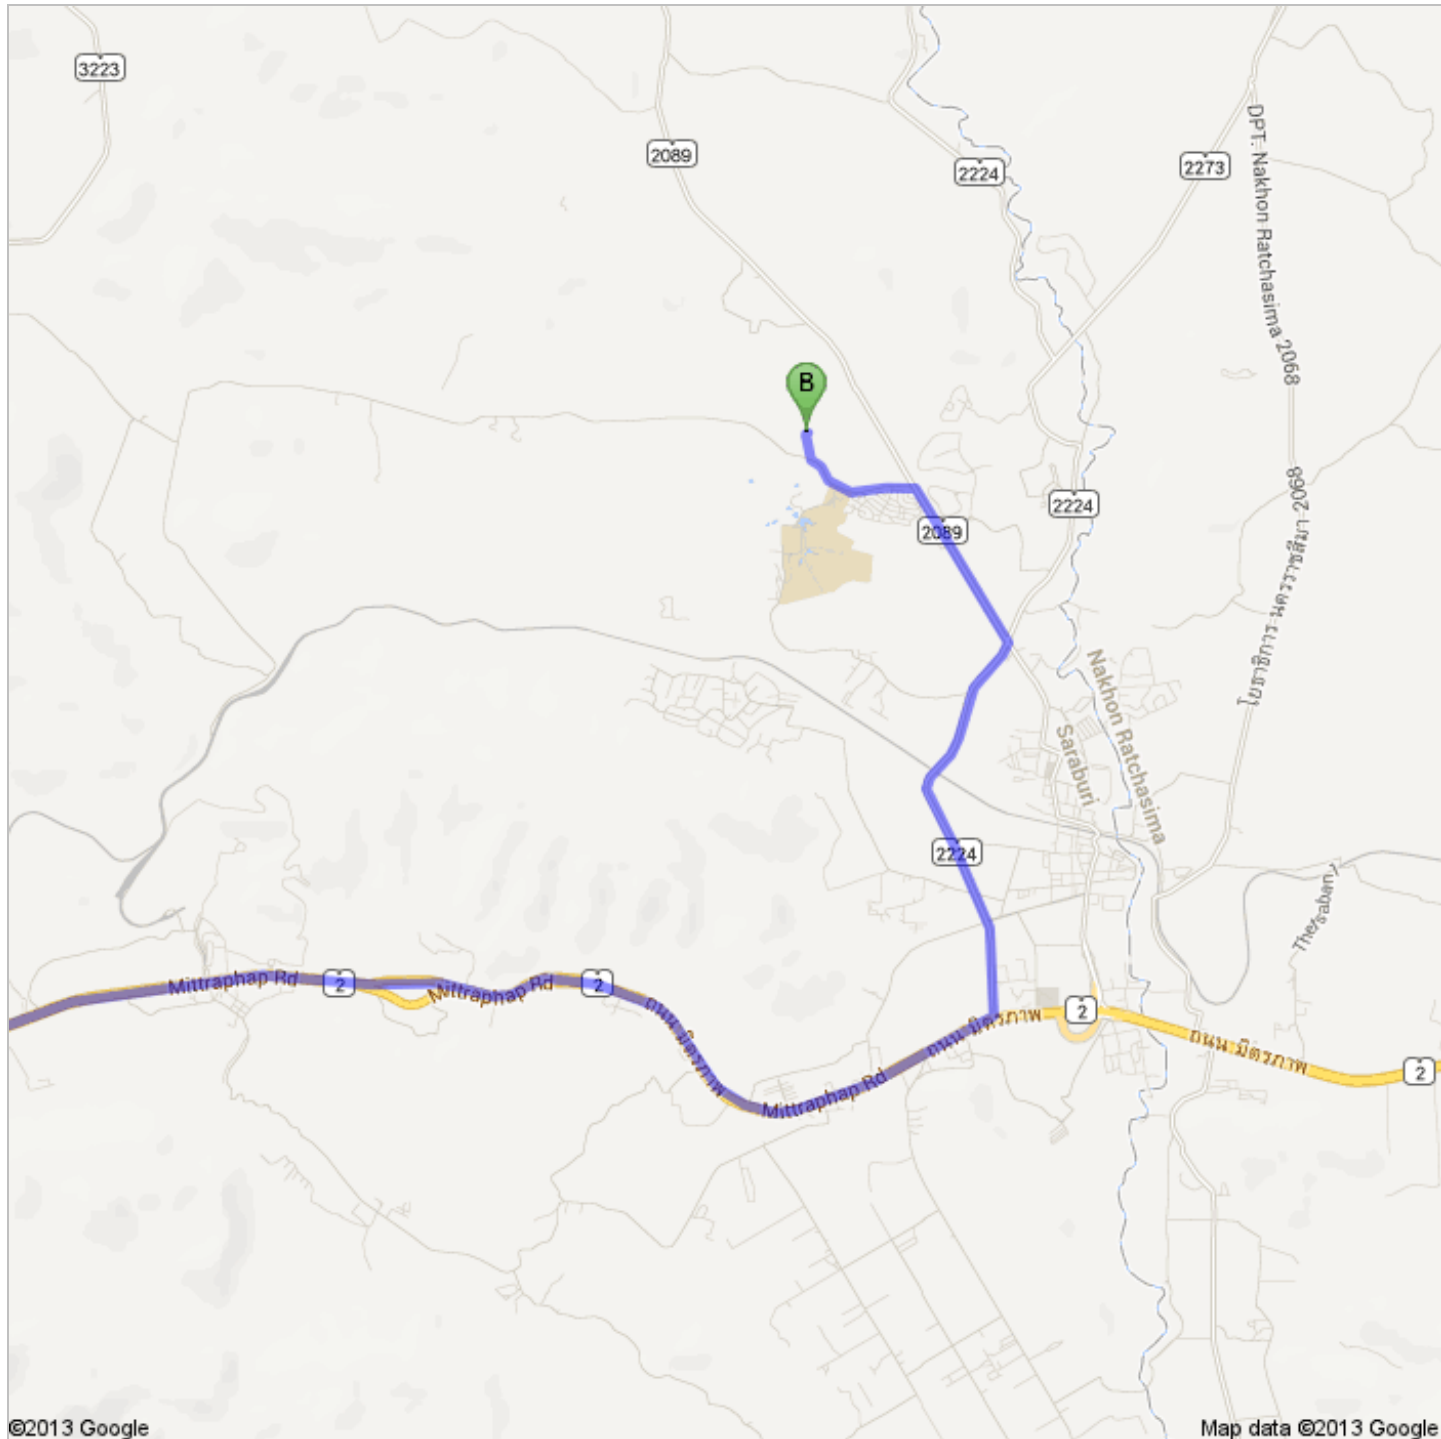 3223
2089
2224
2273
DPT. Nakhon Ratchasima 2068
B
2089
2224
โยธาธิการ นครราชสีมา 2068
Nakhon Ratchasima
Saraburi
2224
Thetsaban 7
Mittraphap Rd
2
Mittraphap Rd
2
ถนน มิตรภาพ
Mittraphap Rd
ถนน มิตรภาพ
2
ถนน มิตรภาพ
2
©2013 Google
Map data ©2013 Google